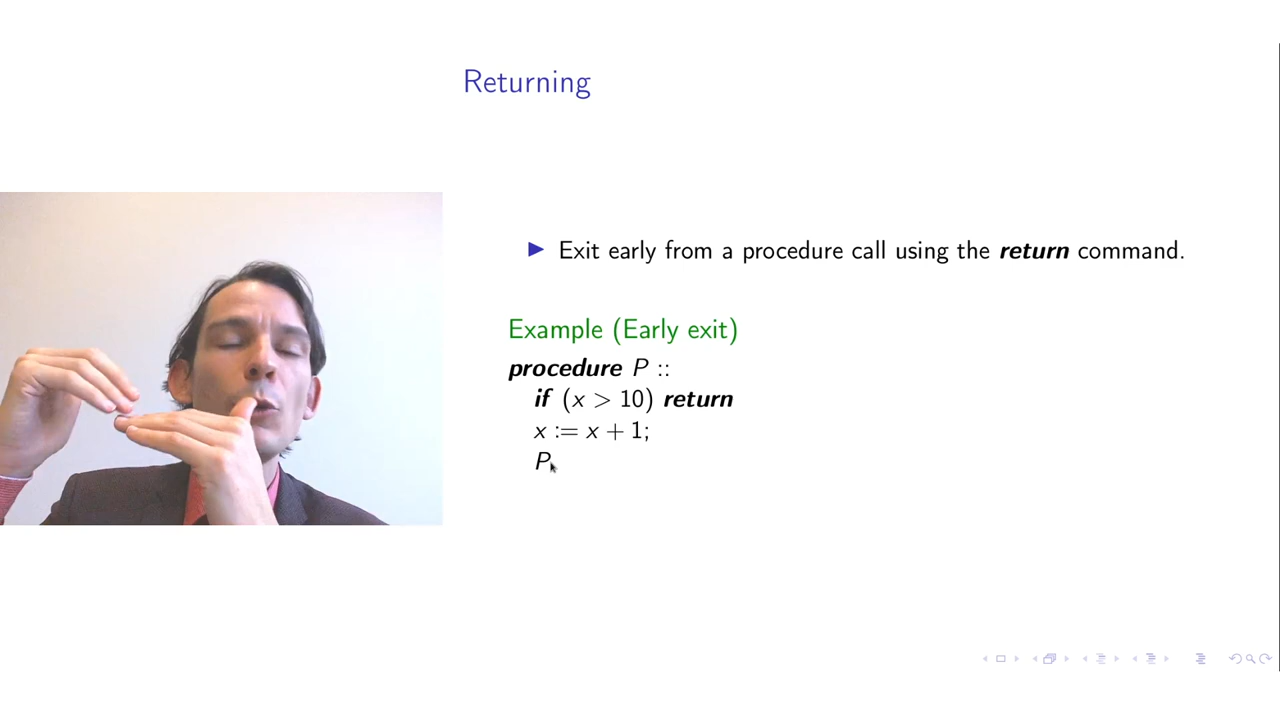 Returning
▶ Exit early from a procedure call using the return command.
Example (Early exit)
procedure P ::
if (x > 10) return
x := x + 1;
P